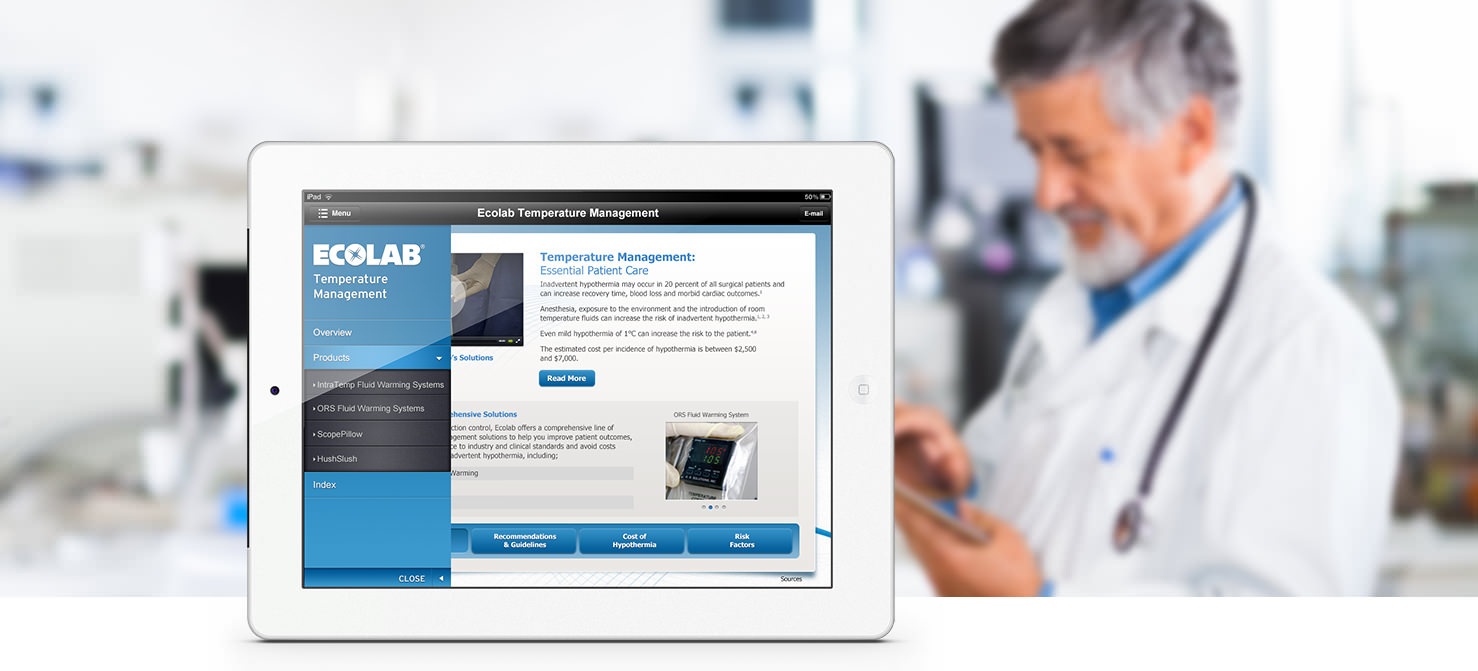 iPad
50%
Menu
Ecolab Temperature Management
E-mail
ECOLAB®
Temperature
Management
Overview
Products
IntraTemp Fluid Warming Systems
ORS Fluid Warming Systems
ScopePillow
HushSlush
Index
CLOSE
's Solutions
Temperature Management:
Essential Patient Care
Inadvertent hypothermia may occur in 20 percent of all surgical patients and
can increase recovery time, blood loss and morbid cardiac outcomes.¹
Anesthesia, exposure to the environment and the introduction of room
temperature fluids can increase the risk of inadvertent hypothermia.¹, ², ³
Even mild hypothermia of 1°C can increase the risk to the patient.
The estimated cost per incidence of hypothermia is between $2,500
and $7,000.
Read More
ehensive Solutions
ction control, Ecolab offers a comprehensive line of
agement solutions to help you improve patient outcomes,
ce to industry and clinical standards and avoid costs
advertent hypothermia, including;
Warming
ORS Fluid Warming System
105
105
TEMPERATURE
Recommendations
& Guidelines
Cost of
Hypothermia
Risk
Factors
Sources